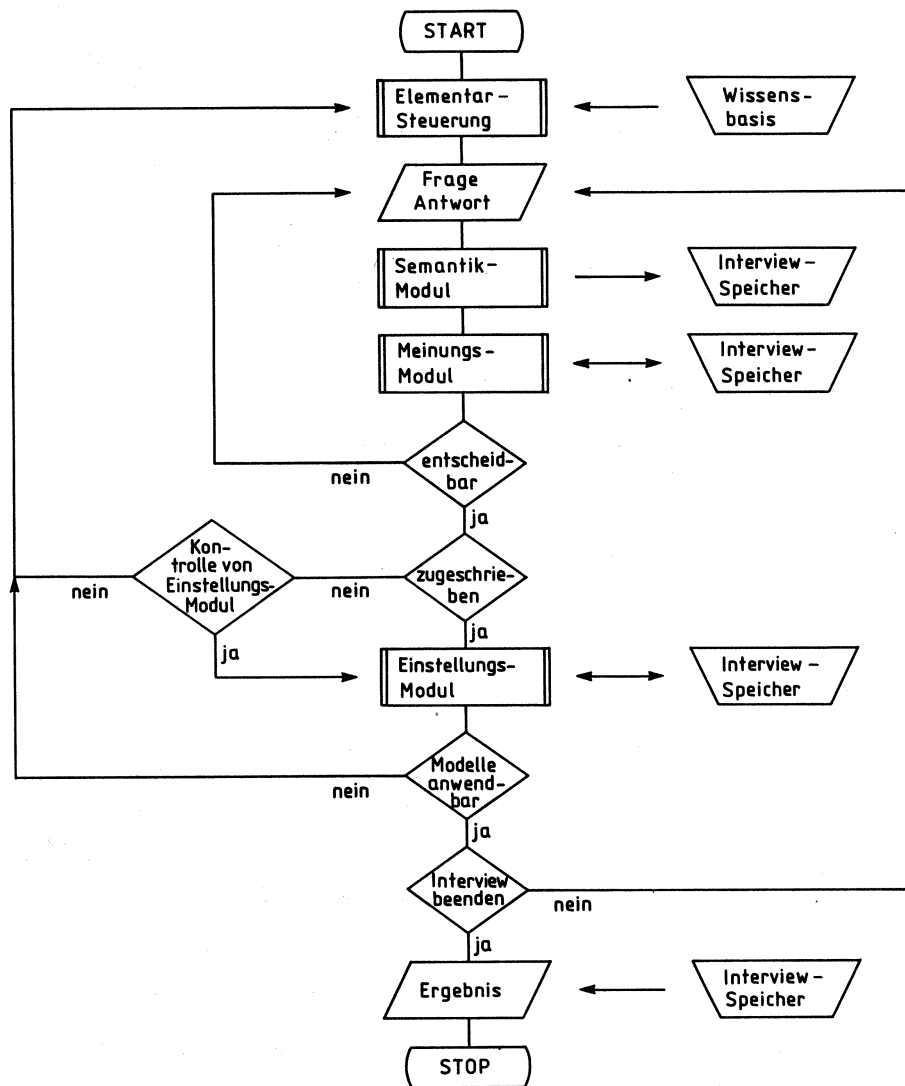 START
Elementar-
Steuerung
Wissens-
basis
Frage
Antwort
Semantik-
Modul
Interview-
Speicher
Meinungs-
Modul
Interview-
Speicher
entscheid-
bar
nein
ja
Kon-
trolle von
Einstellungs-
Modul
nein
nein
zugeschrie-
ben
ja
ja
Einstellungs-
Modul
Interview-
Speicher
Modelle
anwend-
bar
nein
ja
Interview
beenden
nein
ja
Ergebnis
Interview-
Speicher
STOP